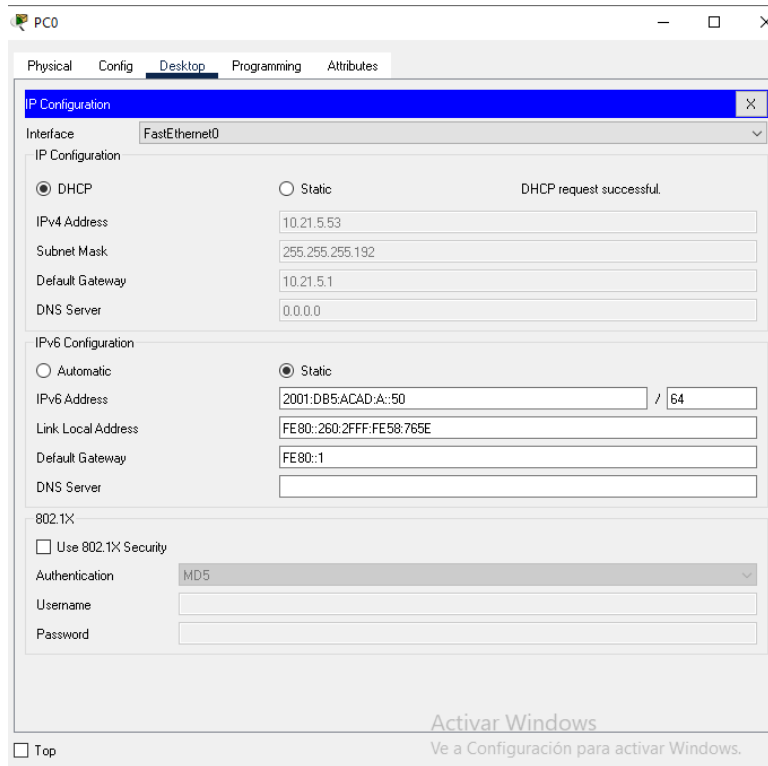 PC0
Physical Config Desktop Programming Attributes
IP Configuration X
Interface FastEthernet0
IP Configuration
DHCP Static DHCP request successful.
IPv4 Address 10.21.5.53
Subnet Mask 255.255.255.192
Default Gateway 10.21.5.1
DNS Server 0.0.0.0
IPv6 Configuration
Automatic Static
IPv6 Address 2001:DB5:ACAD:A::50 / 64
Link Local Address FE80::260:2FFF:FE58:765E
Default Gateway FE80::1
DNS Server
802.1X
Use 802.1X Security
Authentication MD5
Username
Password
Activar Windows
Top Ve a Configuración para activar Windows.